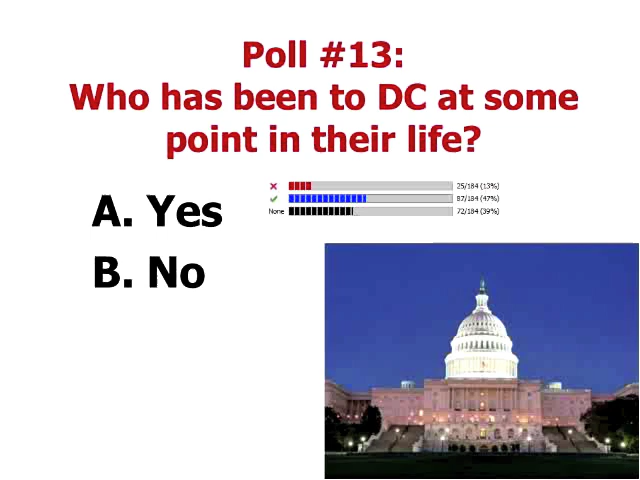 Poll #13:
Who has been to DC at some
point in their life?
A. Yes
B. No
25/184 (13%)
87/184 (47%)
None 72/184 (39%)